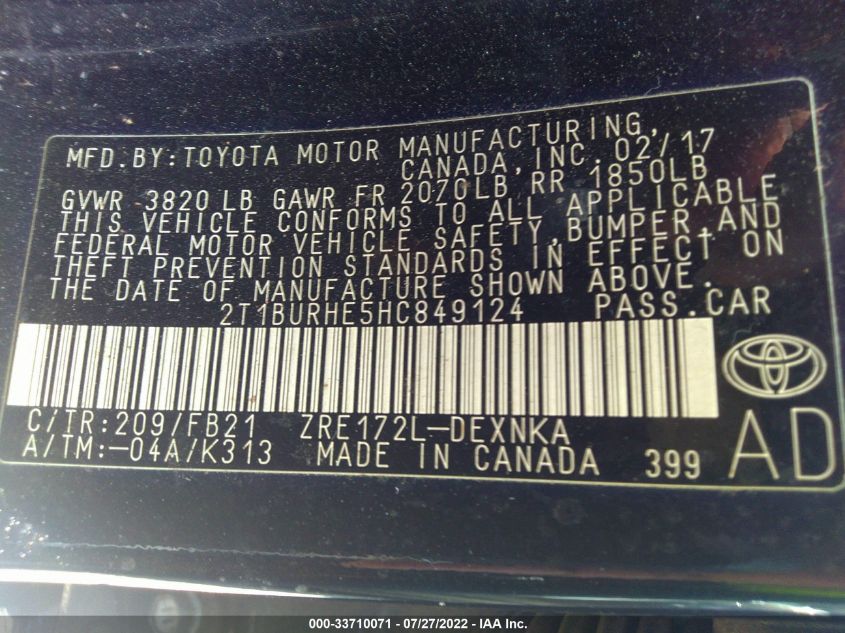 MFD.BY:TOYOTA MOTOR MANUFACTURING,
CANADA,INC. 02/17
GVWR 3820 LB GAWR FR 2070LB RR 1850LB
THIS VEHICLE CONFORMS TO ALL APPLICABLE
FEDERAL MOTOR VEHICLE SAFETY,BUMPER,AND
THEFT PREVENTION STANDARDS IN EFFECT ON
THE DATE OF MANUFACTURE SHOWN ABOVE.
2T1BURHE5HC849124 PASS.CAR
C/TR:209/FB21 ZRE172L-DEXNKA
A/TM:-04A/K313 MADE IN CANADA 399 AD
000-33710071 / 07/27/2022 - IAA Inc.